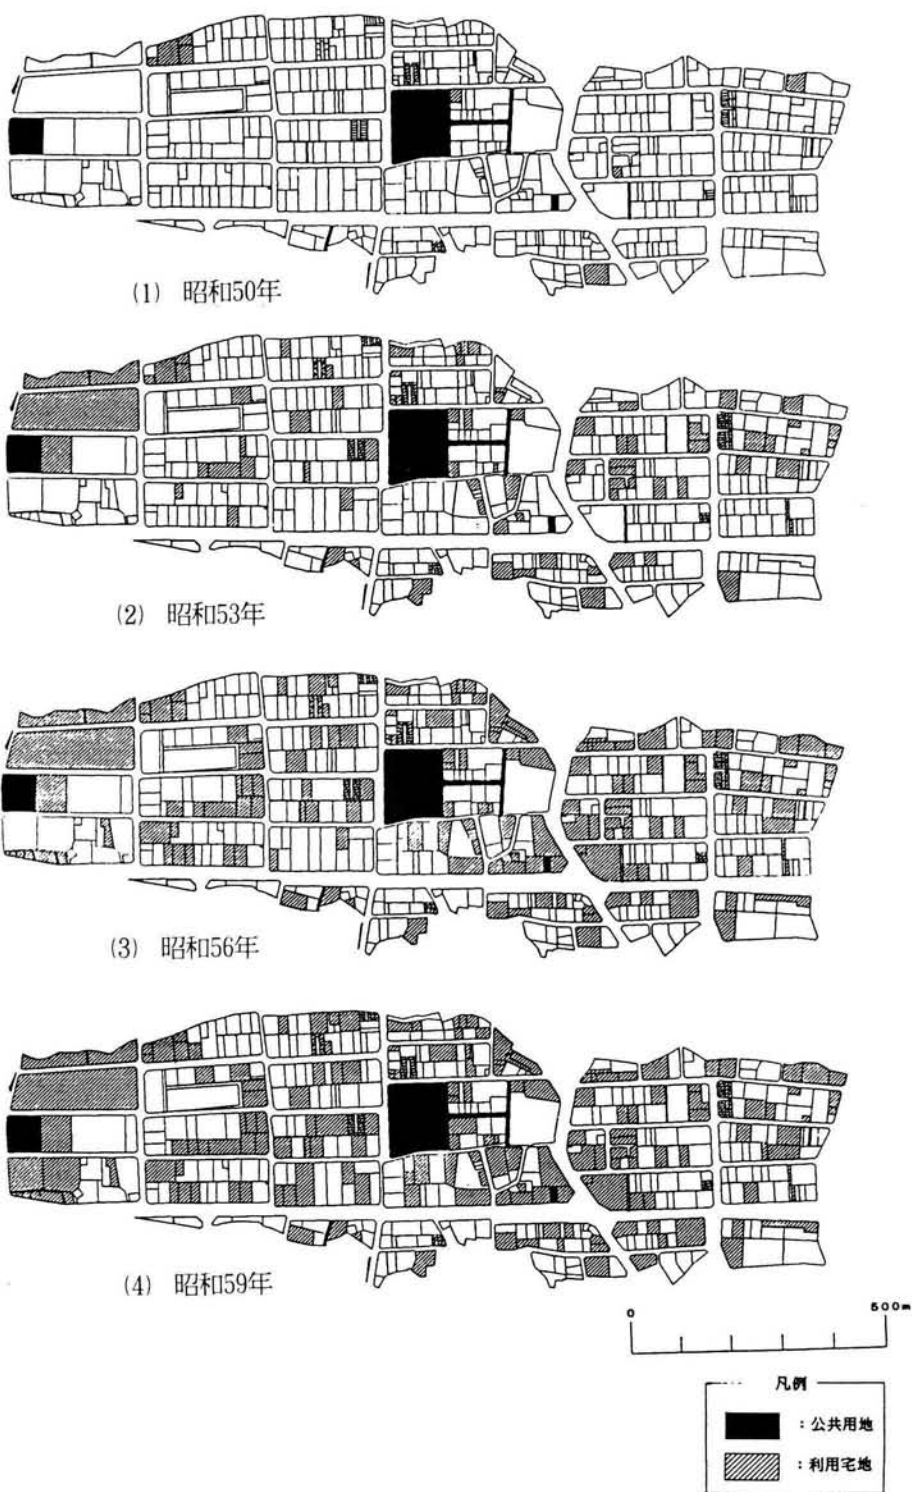 (1) 昭和50年
(2) 昭和53年
(3) 昭和56年
(4) 昭和59年
0 500m
凡例
：公共用地
：利用宅地